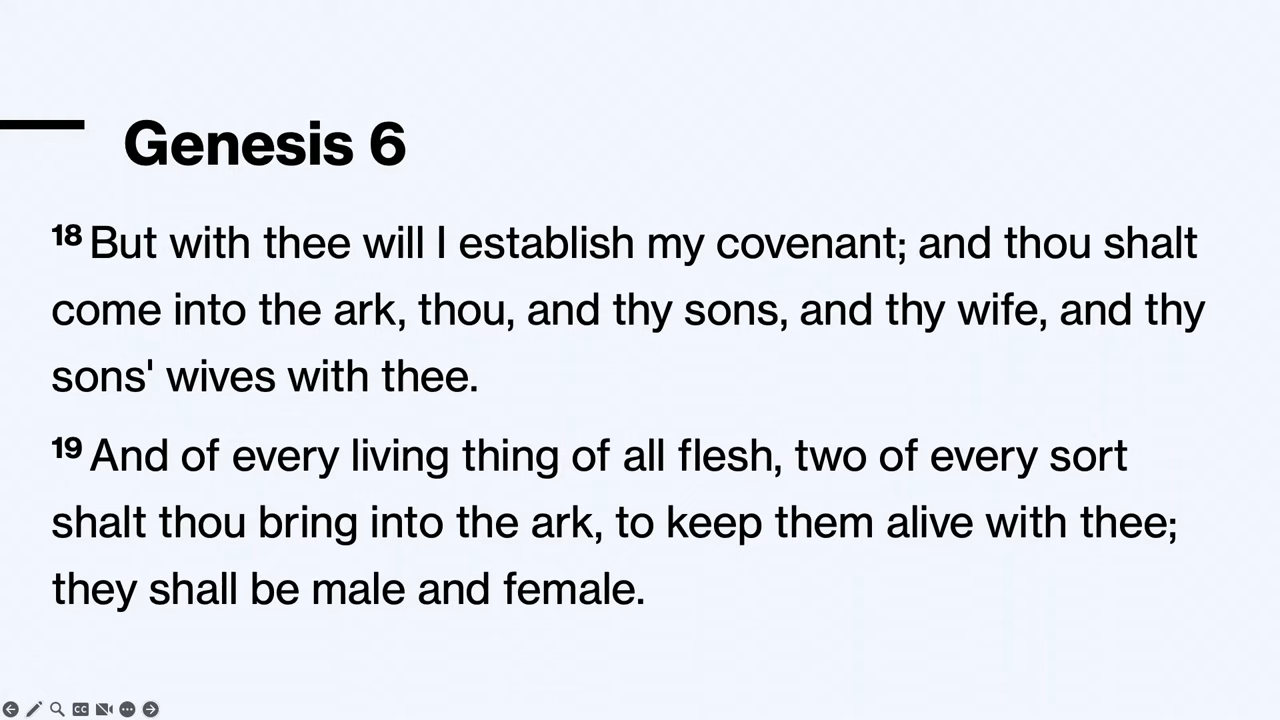 Genesis 6
18 But with thee will I establish my covenant; and thou shalt
come into the ark, thou, and thy sons, and thy wife, and thy
sons' wives with thee.
19 And of every living thing of all flesh, two of every sort
shalt thou bring into the ark, to keep them alive with thee;
they shall be male and female.
CC